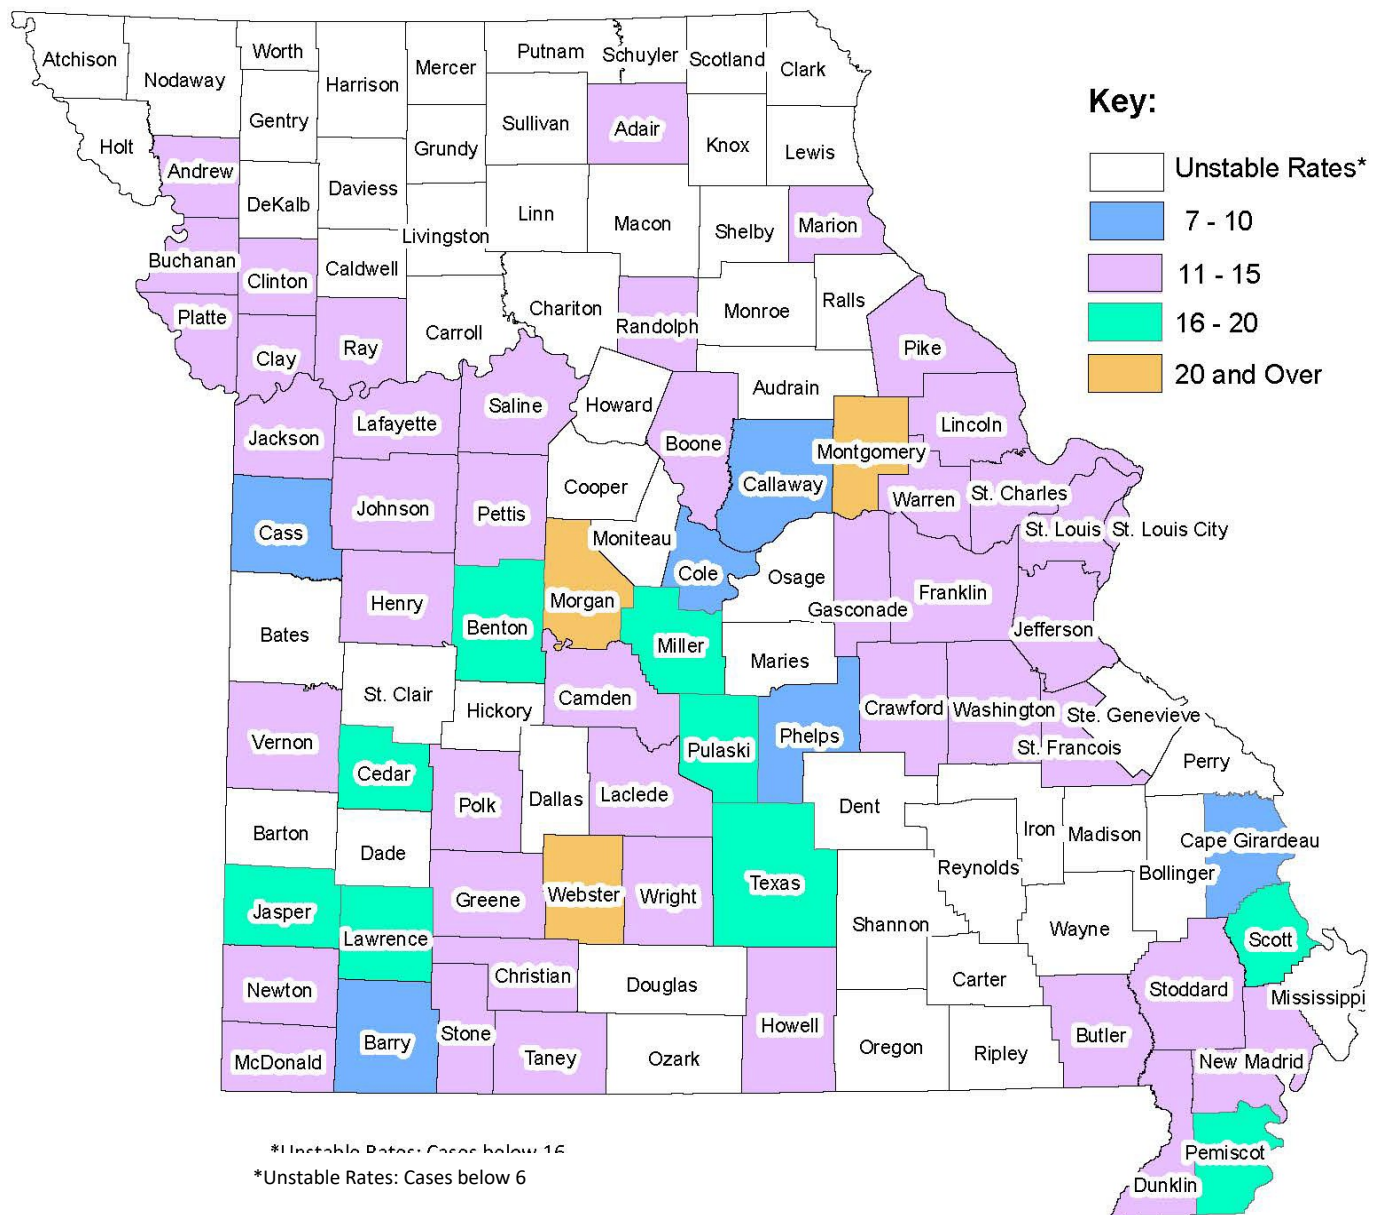 Atchison
Nodaway
Worth
Harrison
Mercer
Putnam
Schuyler
Scotland
Clark
Gentry
Sullivan
Adair
Knox
Lewis
Holt
Andrew
DeKalb
Daviess
Grundy
Linn
Macon
Shelby
Marion
Livingston
Buchanan
Clinton
Caldwell
Chariton
Randolph
Monroe
Ralls
Platte
Clay
Ray
Carroll
Pike
Audrain
Saline
Howard
Jackson
Lafayette
Boone
Montgomery
Lincoln
Cooper
Callaway
Johnson
Pettis
Warren
St. Charles
Cass
Moniteau
St. Louis
St. Louis City
Cole
Osage
Henry
Morgan
Gasconade
Franklin
Bates
Benton
Miller
Maries
Jefferson
St. Clair
Hickory
Camden
Crawford
Washington
Ste. Genevieve
Vernon
Pulaski
Phelps
St. Francois
Perry
Cedar
Polk
Dallas
Laclede
Dent
Barton
Dade
Iron
Madison
Cape Girardeau
Reynolds
Bollinger
Jasper
Greene
Webster
Wright
Texas
Lawrence
Shannon
Wayne
Scott
Newton
Christian
Douglas
Carter
Stoddard
Mississippi
McDonald
Barry
Stone
Taney
Ozark
Howell
Oregon
Ripley
Butler
New Madrid
Pemiscot
Dunklin
Key:
Unstable Rates*
7 - 10
11 - 15
16 - 20
20 and Over
*Unstable Rates: Cases below 16
*Unstable Rates: Cases below 6